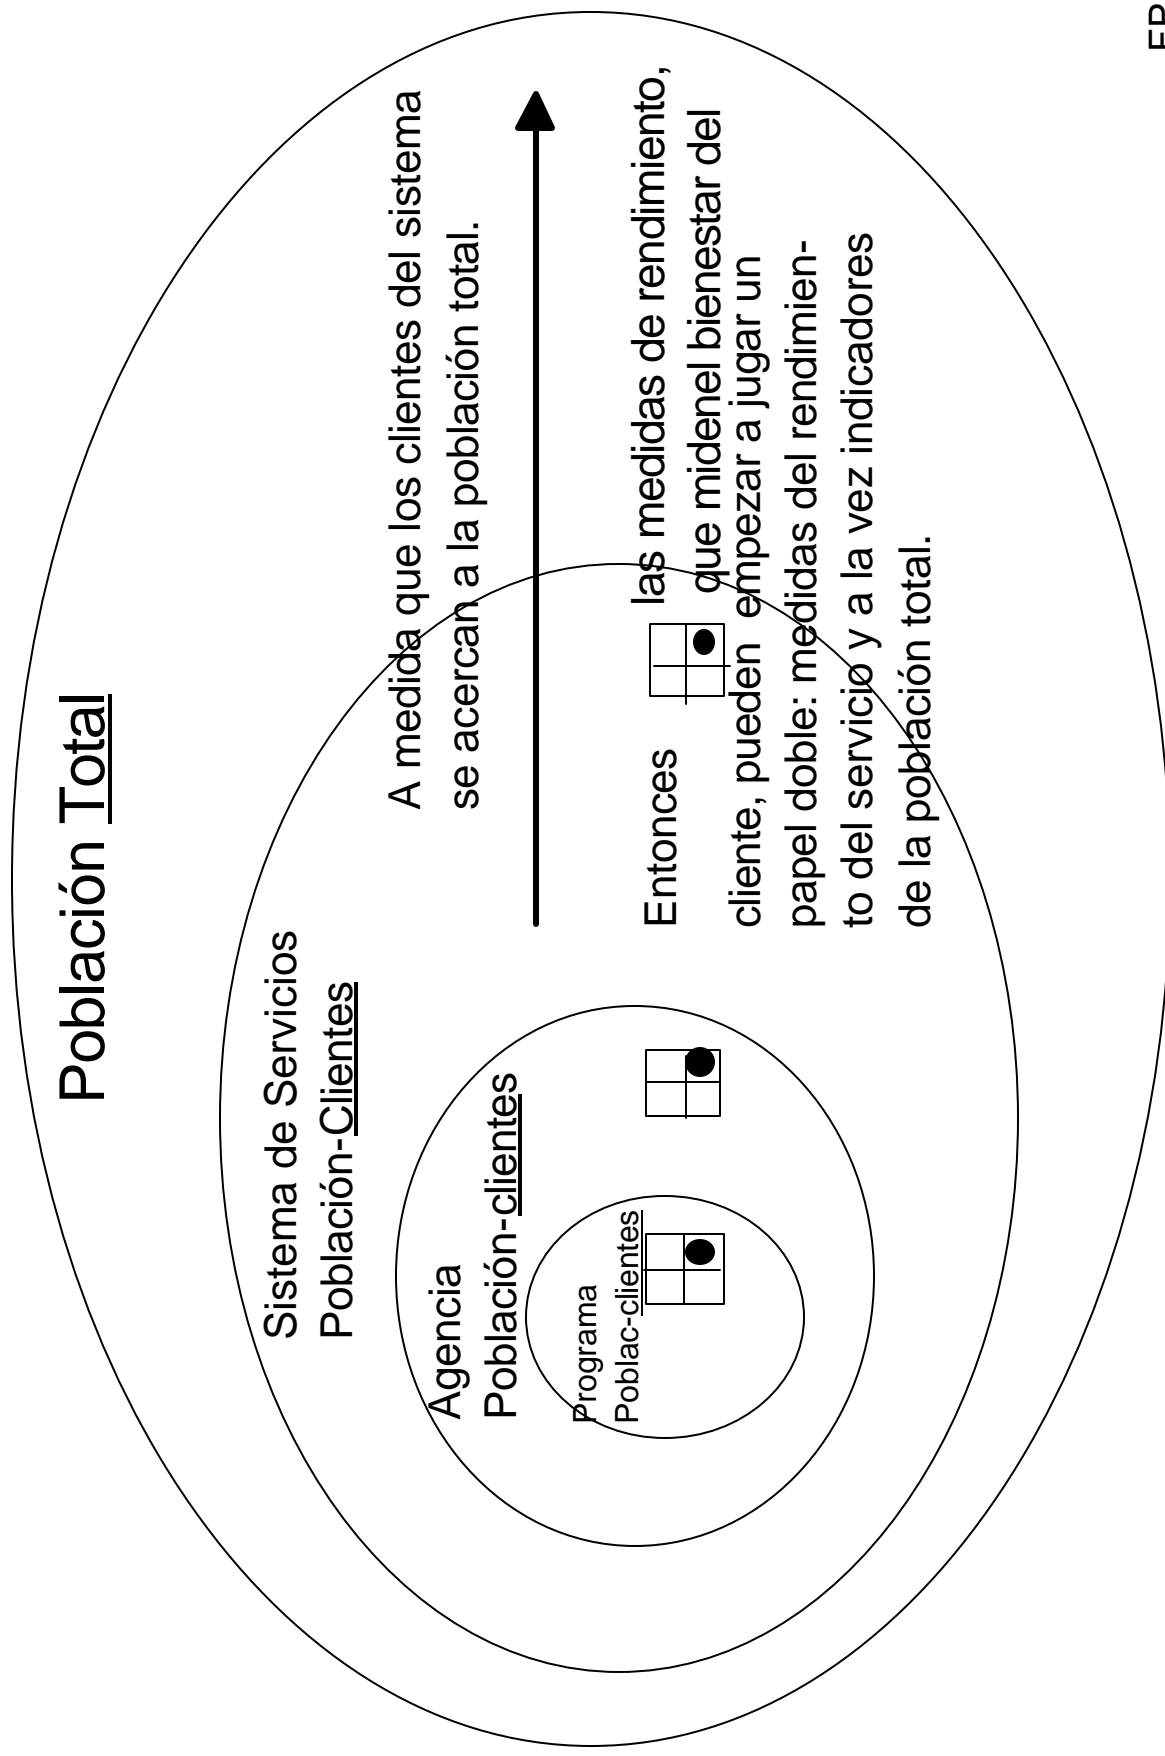 Población Total
Sistema de Servicios
Población-Clientes
Agencia
Población-clientes
Programa
Poblac-clientes
A medida que los clientes del sistema
se acercan a la población total.
Entonces las medidas de rendimiento,
que midenel bienestar del
cliente, pueden empezar a jugar un
papel doble: medidas del rendimien-
to del servicio y a la vez indicadores
de la población total.